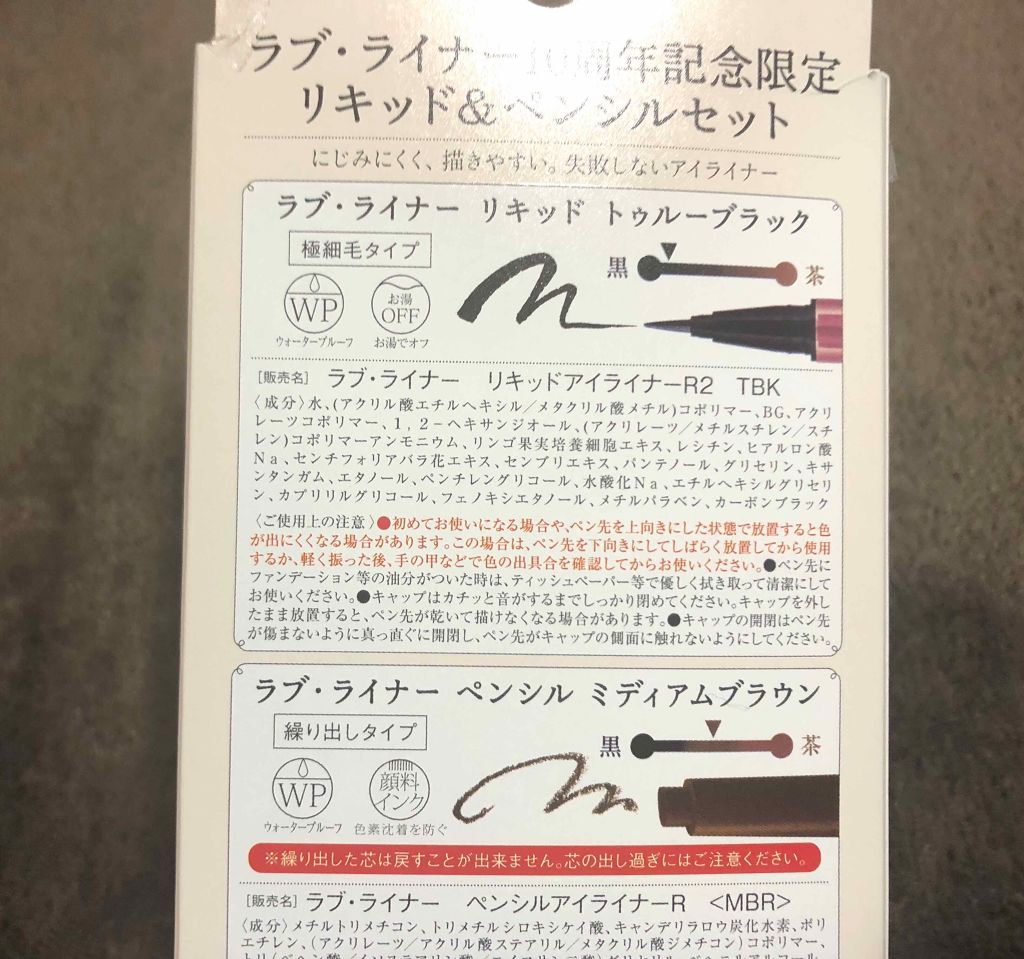 ラブ・ライナー10周年記念限定
リキッド&ペンシルセット
にじみにくく、描きやすい。失敗しないアイライナー
ラブ・ライナー リキッド トゥルーブラック
極細毛タイプ
黒 茶
WP
お湯
OFF
ウォータープルーフ お湯でオフ
[販売名] ラブ・ライナー リキッドアイライナーR2 TBK
〈成分〉水、(アクリル酸エチルヘキシル/メタクリル酸メチル)コポリマー、BG、アクリ
レーツコポリマー、1,2-ヘキサンジオール、(アクリレーツ/メチルスチレン/スチ
レン)コポリマーアンモニウム、リンゴ果実培養細胞エキス、レシチン、ヒアルロン酸
Na、センチフォリアバラ花エキス、センブリエキス、パンテノール、グリセリン、キサ
ンタンガム、エタノール、ペンチレングリコール、水酸化Na、エチルヘキシルグリセリ
ン、カプリリルグリコール、フェノキシエタノール、メチルパラベン、カーボンブラック
〈ご使用上の注意〉●初めてお使いになる場合や、ペン先を上向きにした状態で放置すると色
が出にくくなる場合があります。この場合は、ペン先を下向きにしてしばらく放置してから使用
するか、軽く振った後、手の甲などで色の出具合を確認してからお使いください。●ペン先に
ファンデーション等の油分がついた時は、ティッシュペーパー等で優しく拭き取って清潔にして
お使いください。●キャップはカチッと音がするまでしっかり閉めてください。キャップを外し
たまま放置すると、ペン先が乾いて描けなくなる場合があります。●キャップの開閉はペン先
が傷まないように真っ直ぐに開閉し、ペン先がキャップの側面に触れないようにしてください。
ラブ・ライナー ペンシル ミディアムブラウン
繰り出しタイプ
黒 茶
WP
顔料
インク
ウォータープルーフ 色素沈着を防ぐ
※繰り出した芯は戻すことが出来ません。芯の出し過ぎにはご注意ください。
[販売名] ラブ・ライナー ペンシルアイライナーR <MBR>
〈成分〉メチルトリメチコン、トリメチルシロキシケイ酸、キャンデリラロウ炭化水素、ポリ
エチレン、(アクリレーツ/アクリル酸ステアリル/メタクリル酸ジメチコン)コポリマー、